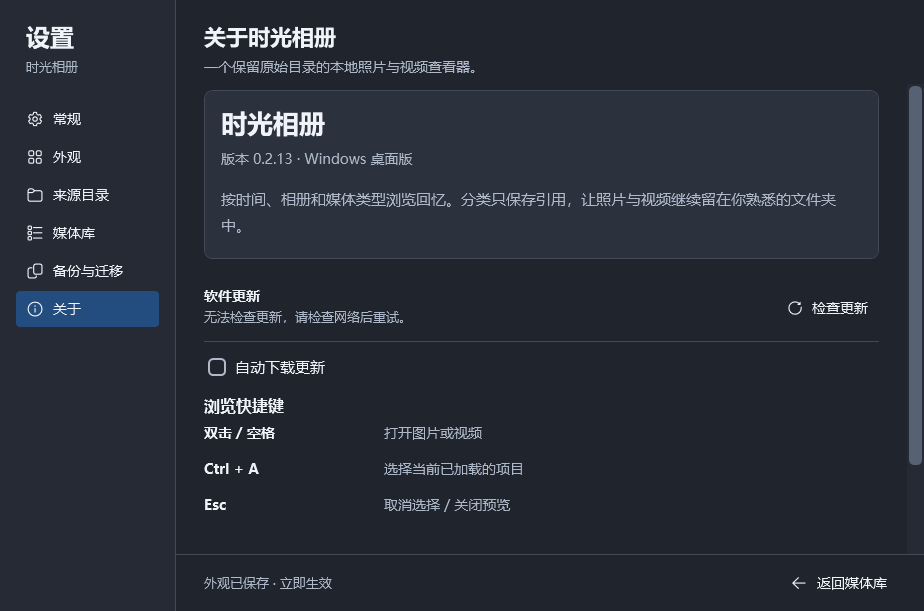 设置
时光相册
常规
外观
来源目录
媒体库
备份与迁移
关于
关于时光相册
一个保留原始目录的本地照片与视频查看器。
时光相册
版本 0.2.13 · Windows 桌面版
按时间、相册和媒体类型浏览回忆。分类只保存引用，让照片与视频继续留在你熟悉的文件夹
中。
软件更新
无法检查更新，请检查网络后重试。
检查更新
自动下载更新
浏览快捷键
双击 / 空格 打开图片或视频
Ctrl + A 选择当前已加载的项目
Esc 取消选择 / 关闭预览
外观已保存 · 立即生效
返回媒体库